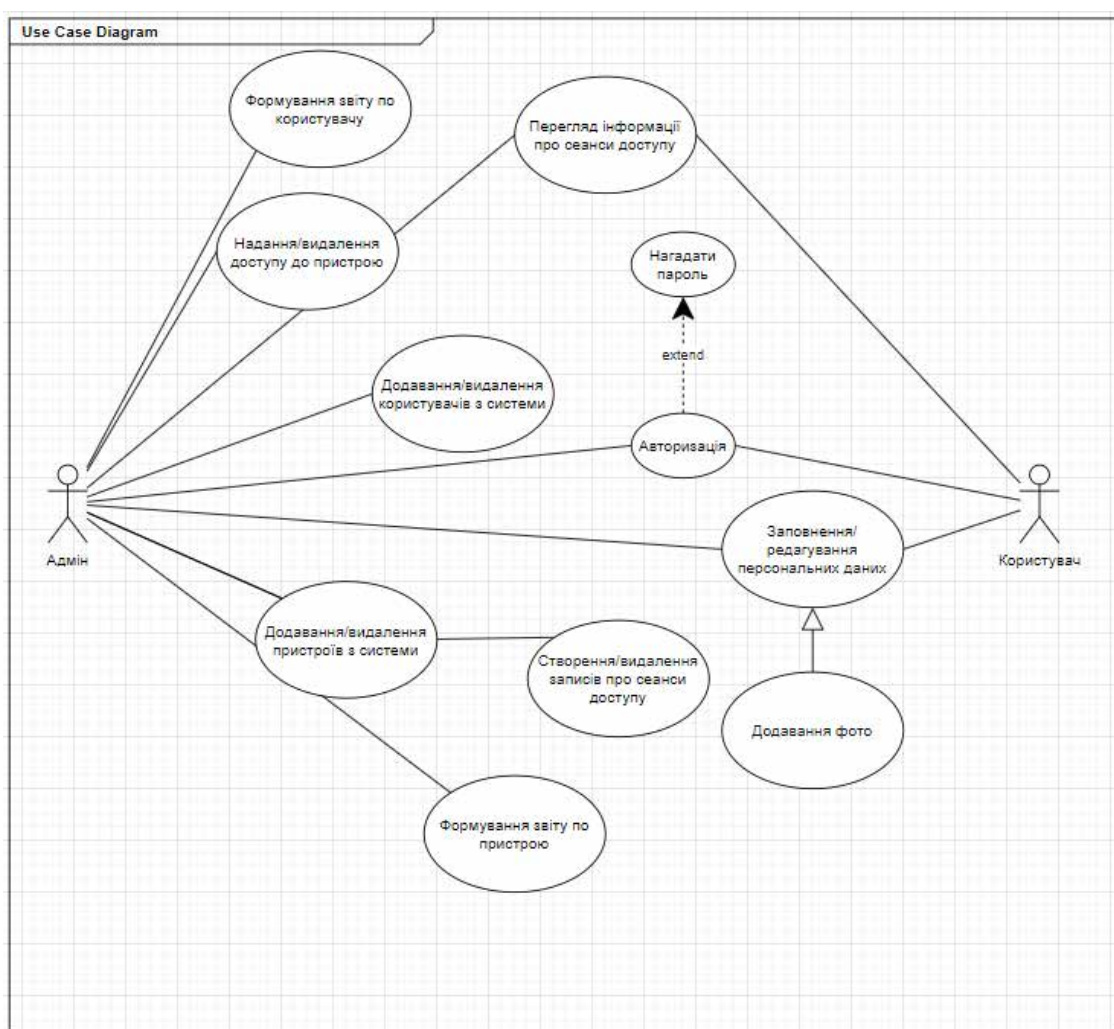 Use Case Diagram
Формування звіту по
користувачу
Перегляд інформації
про сеанси доступу
Надання/видалення
доступу до пристрою
Нагадати
пароль
extend
Додавання/видалення
користувачів з системи
Авторизація
Адмін
Заповнення/
редагування
персональних даних
Користувач
Додавання/видалення
пристроїв з системи
Створення/видалення
записів про сеанси
доступу
Додавання фото
Формування звіту по
пристрою